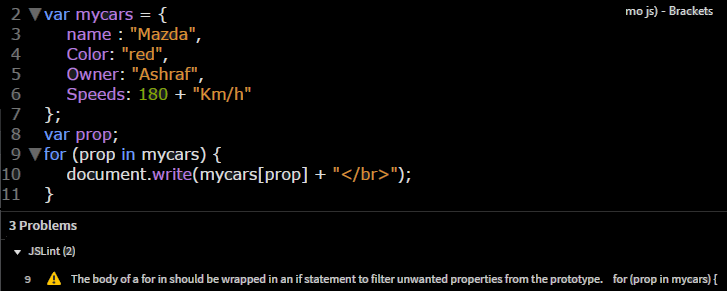 mo js) - Brackets
2 var mycars = {
3 name : "Mazda",
4 Color: "red",
5 Owner: "Ashraf",
6 Speeds: 180 + "Km/h"
7 };
8 var prop;
9 for (prop in mycars) {
10 document.write(mycars[prop] + "</br>");
11 }
3 Problems
JSLint (2)
9 The body of a for in should be wrapped in an if statement to filter unwanted properties from the prototype. for (prop in mycars) {